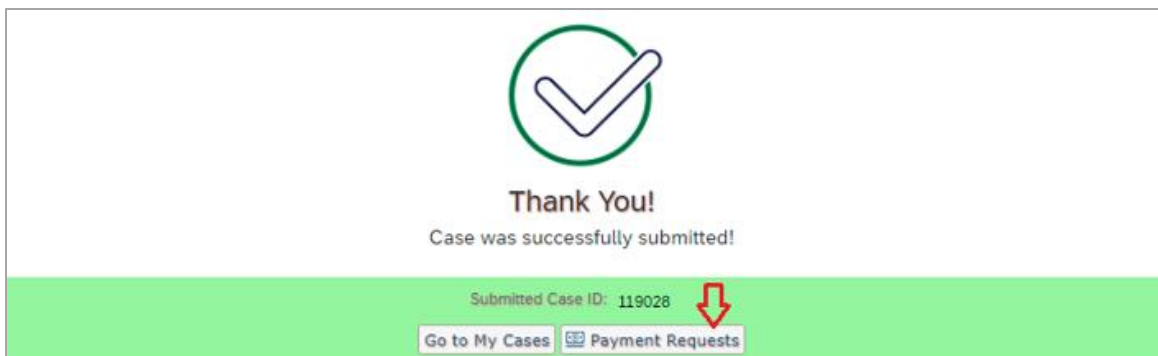 Thank You!
Case was successfully submitted!
Submitted Case ID: 119028
Go to My Cases Payment Requests